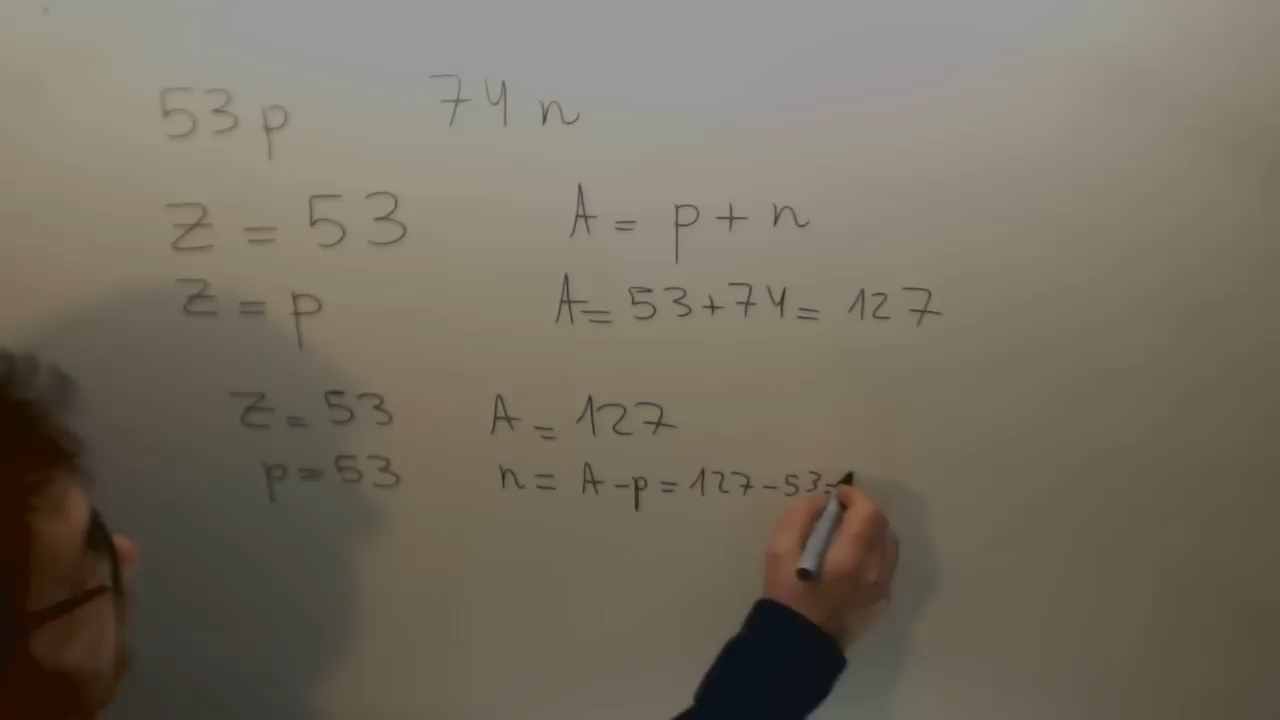 53 p 74 n
Z = 53 A = p + n
Z = p A = 53 + 74 = 127
Z = 53 A = 127
p = 53 n = A - p = 127 - 53 =